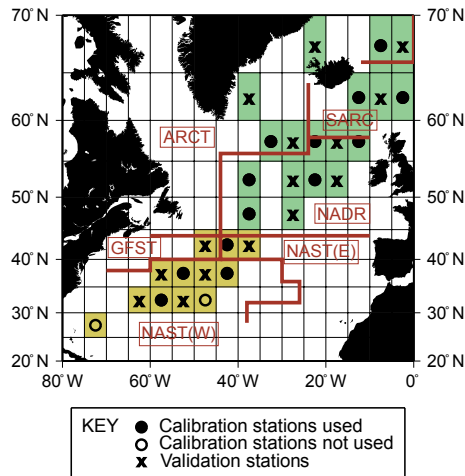 70° N
70° N
60° N
60° N
ARCT
SARC
50° N
50° N
NADR
GFST
NAST(E)
40° N
40° N
30° N
30° N
NAST(W)
20° N
20° N
80° W
60° W
40° W
20° W
0°
KEY
Calibration stations used
Calibration stations not used
x Validation stations